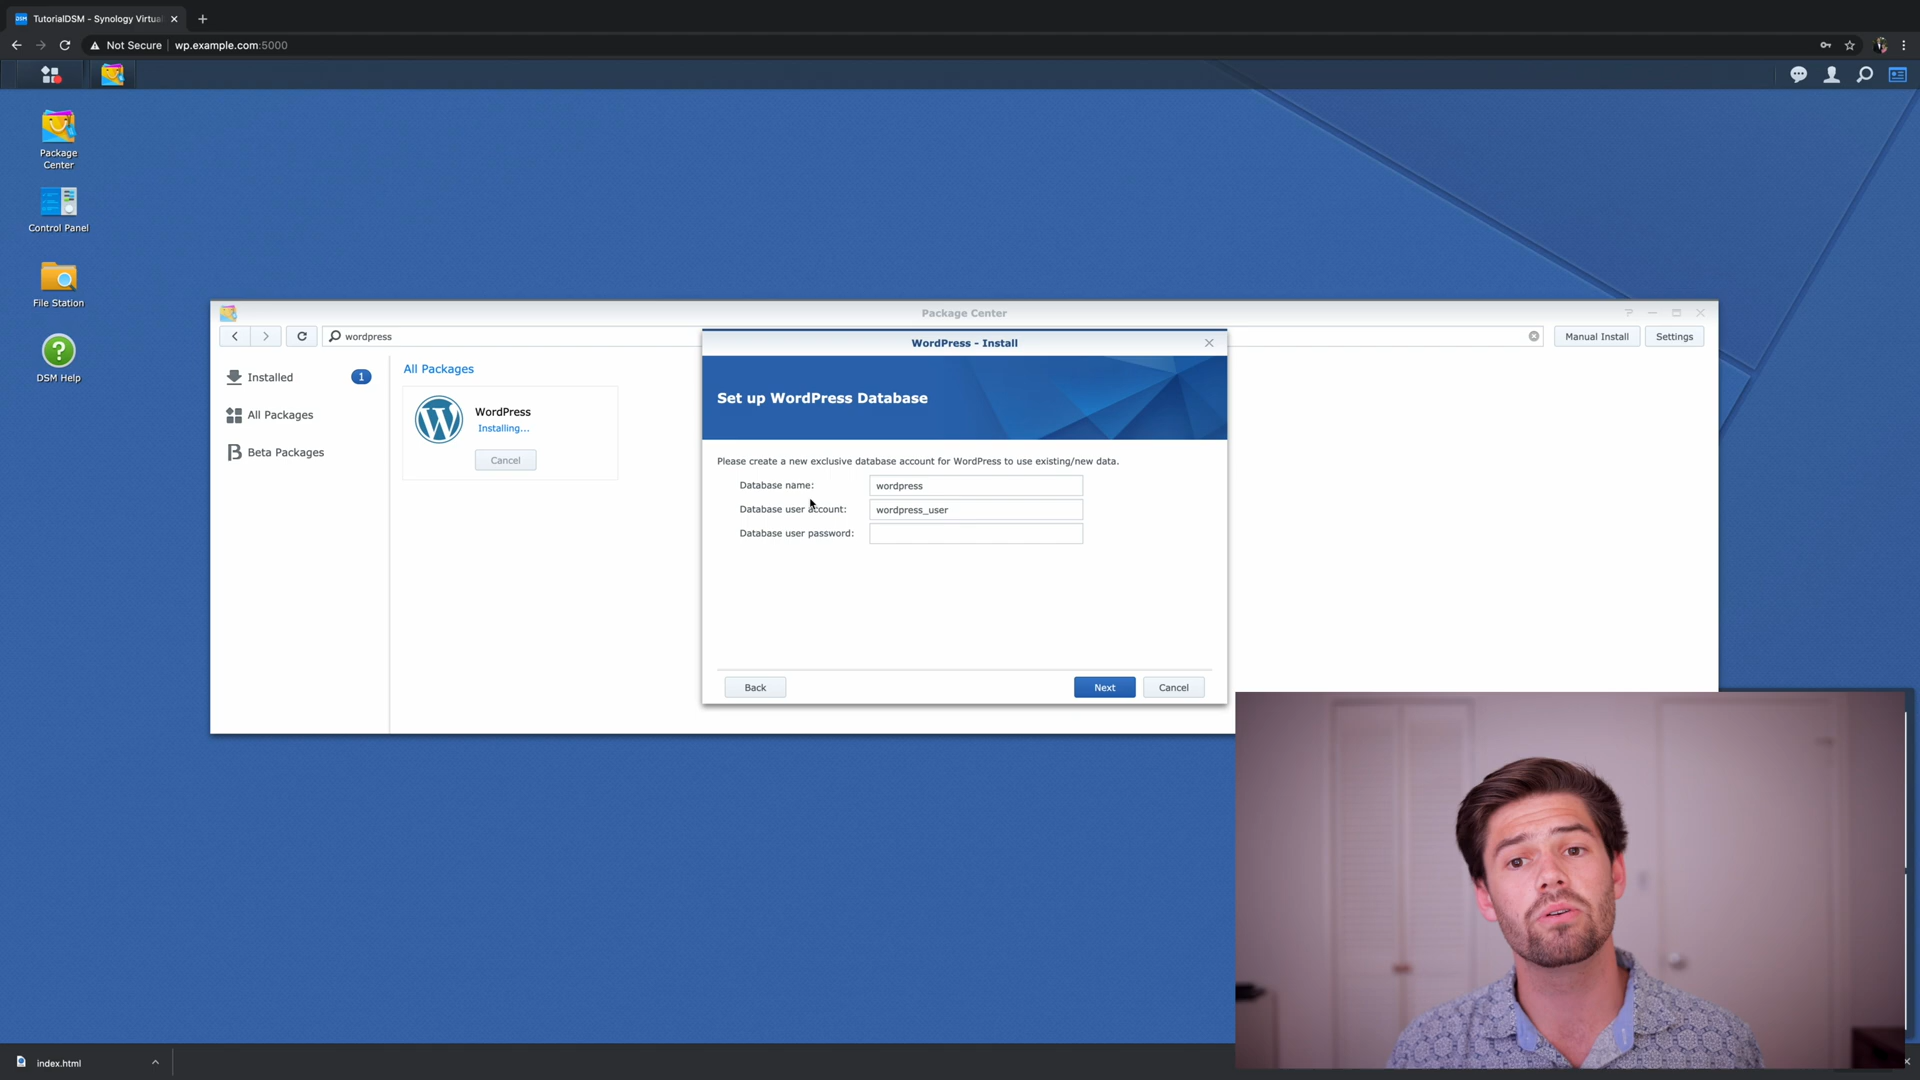 TutorialDSM - Synology Virtua
Not Secure
wp.example.com:5000
Package
Center
Control Panel
File Station
DSM Help
Package Center
wordpress
Manual Install
Settings
Installed
1
All Packages
Beta Packages
All Packages
WordPress
Installing...
Cancel
WordPress - Install
Set up WordPress Database
Please create a new exclusive database account for WordPress to use existing/new data.
Database name:
wordpress
Database user account:
wordpress_user
Database user password:
Back
Next
Cancel
index.html